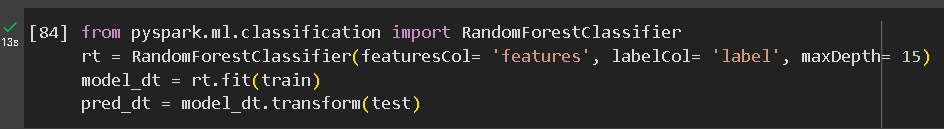 [84] from pyspark.ml.classification import RandomForestClassifier
13s
rt = RandomForestClassifier(featuresCol= 'features', labelCol= 'label', maxDepth= 15)
model_dt = rt.fit(train)
pred_dt = model_dt.transform(test)